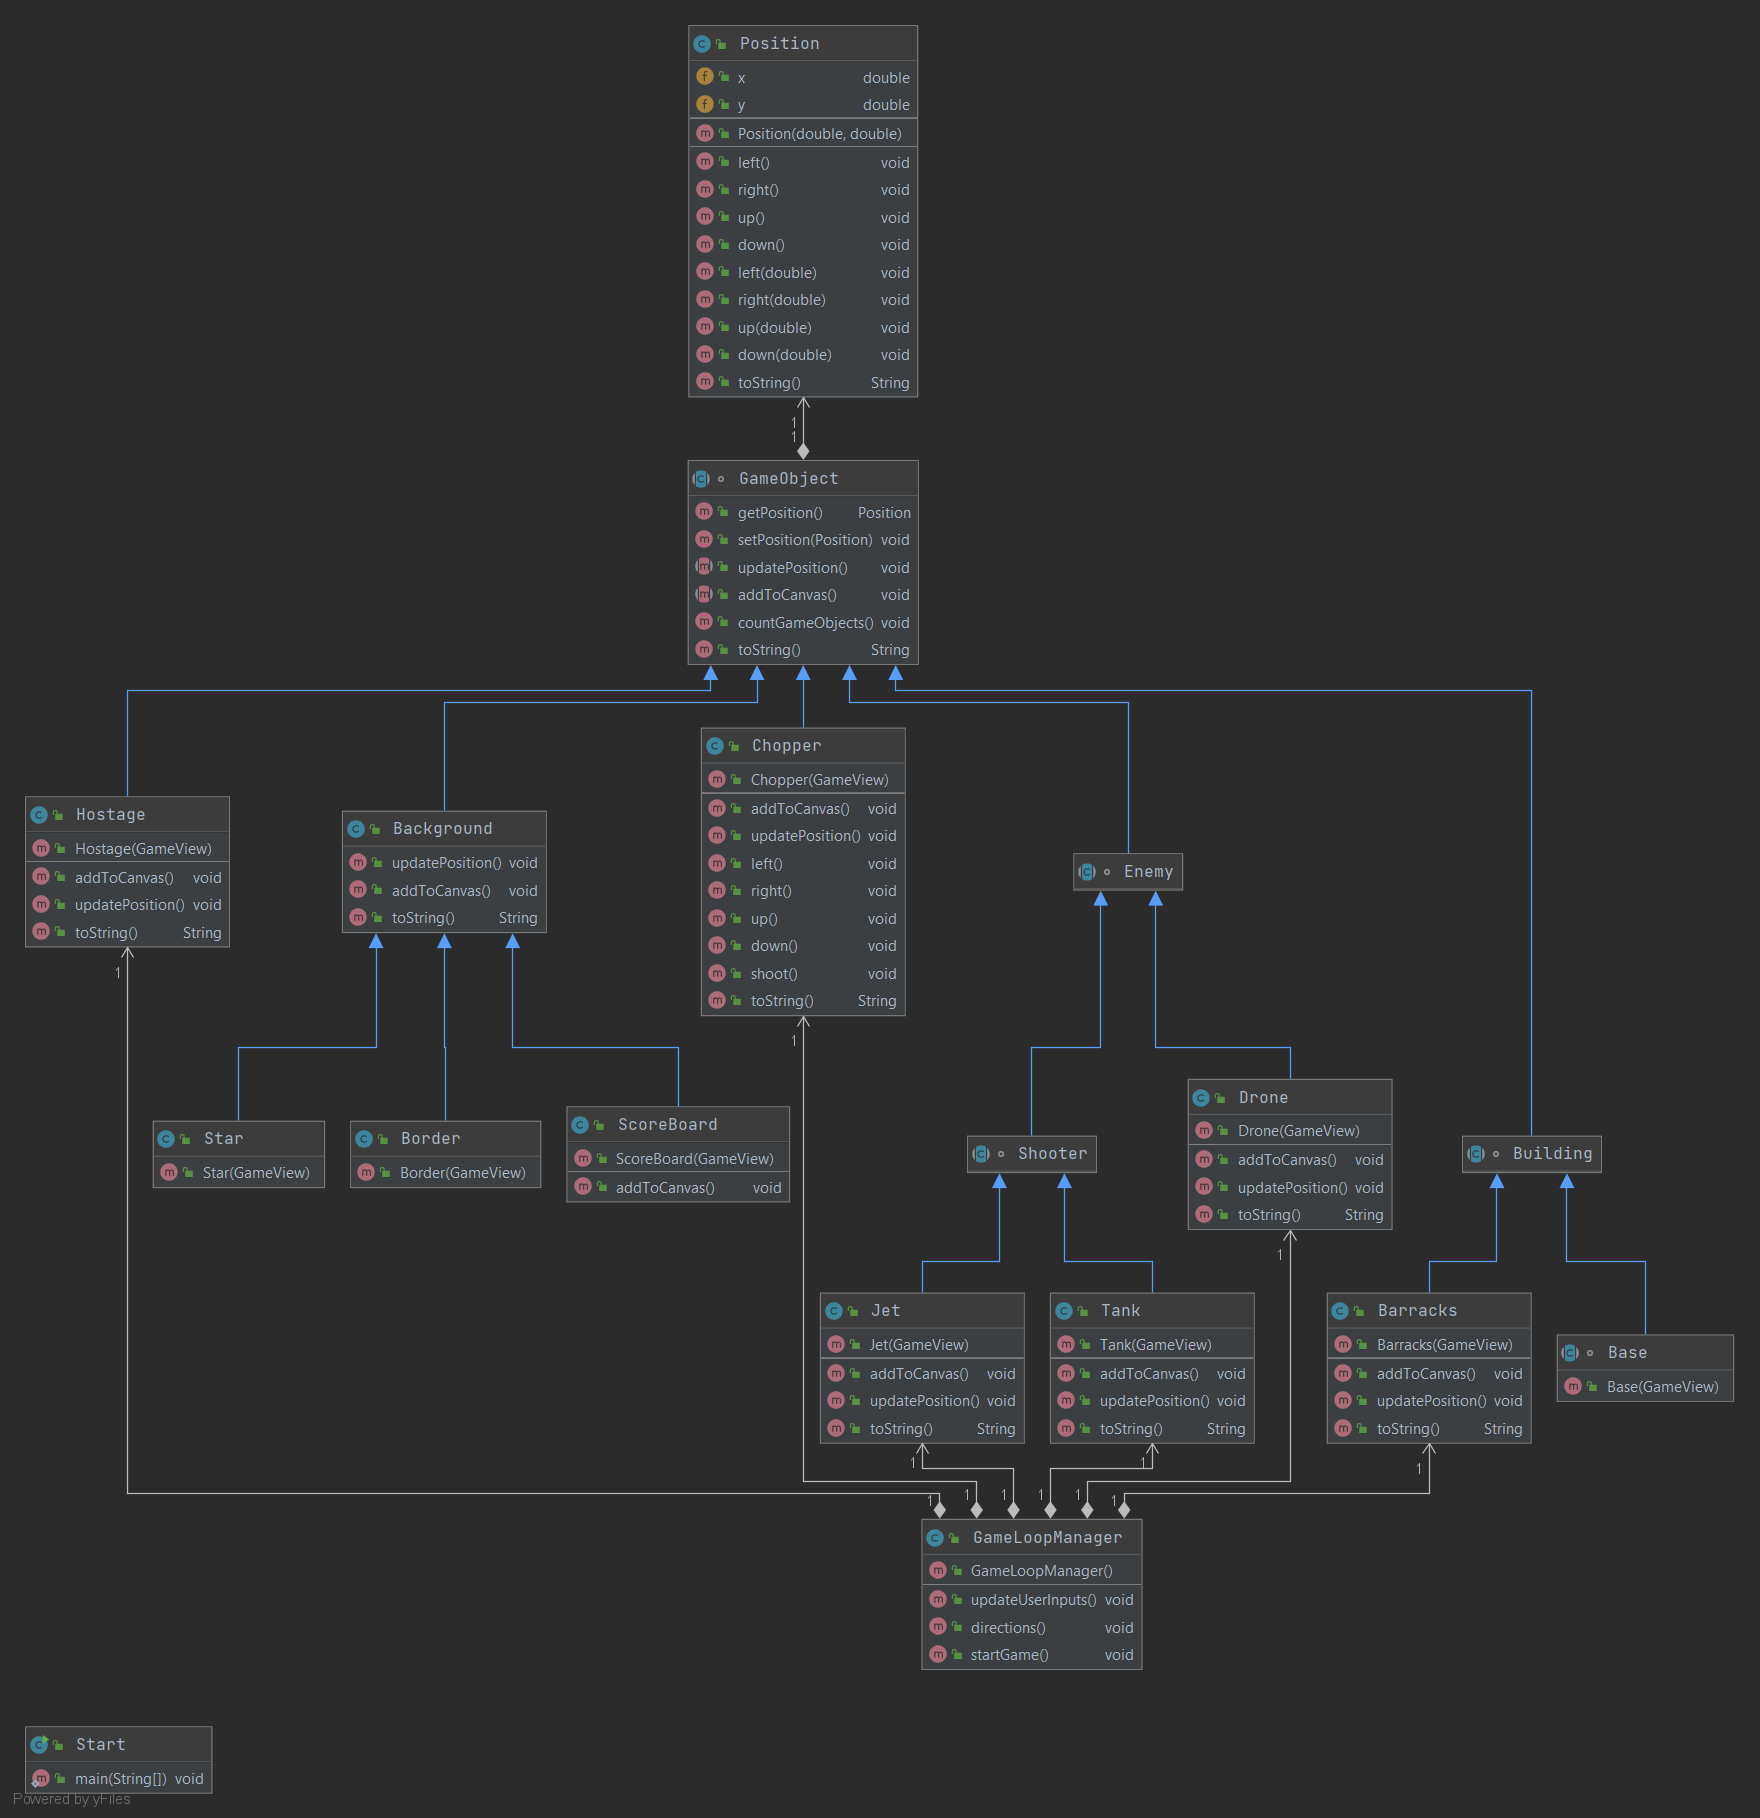 Position
x double
y double
Position(double, double)
left() void
right() void
up() void
down() void
left(double) void
right(double) void
up(double) void
down(double) void
toString() String
1
1
GameObject
getPosition() Position
setPosition(Position) void
updatePosition() void
addToCanvas() void
countGameObjects() void
toString() String
Hostage
Hostage(GameView)
addToCanvas() void
updatePosition() void
toString() String
1
Background
updatePosition() void
addToCanvas() void
toString() String
Chopper
Chopper(GameView)
addToCanvas() void
updatePosition() void
left() void
right() void
up() void
down() void
shoot() void
toString() String
1
Enemy
Star
Star(GameView)
Border
Border(GameView)
ScoreBoard
ScoreBoard(GameView)
addToCanvas() void
Shooter
Drone
Drone(GameView)
addToCanvas() void
updatePosition() void
toString() String
1
Building
Jet
Jet(GameView)
addToCanvas() void
updatePosition() void
toString() String
1
Tank
Tank(GameView)
addToCanvas() void
updatePosition() void
toString() String
1
Barracks
Barracks(GameView)
addToCanvas() void
updatePosition() void
toString() String
1
Base
Base(GameView)
1 1 1 1 1 1
GameLoopManager
GameLoopManager()
updateUserInputs() void
directions() void
startGame() void
Start
main(String[]) void
Powered by yFiles